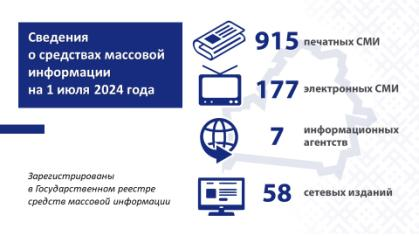 Сведения
о средствах массовой
информации
на 1 июля 2024 года
915 печатных СМИ
177 электронных СМИ
7 информационных
агентств
58 сетевых изданий
Зарегистрированы
в Государственном реестре
средств массовой информации